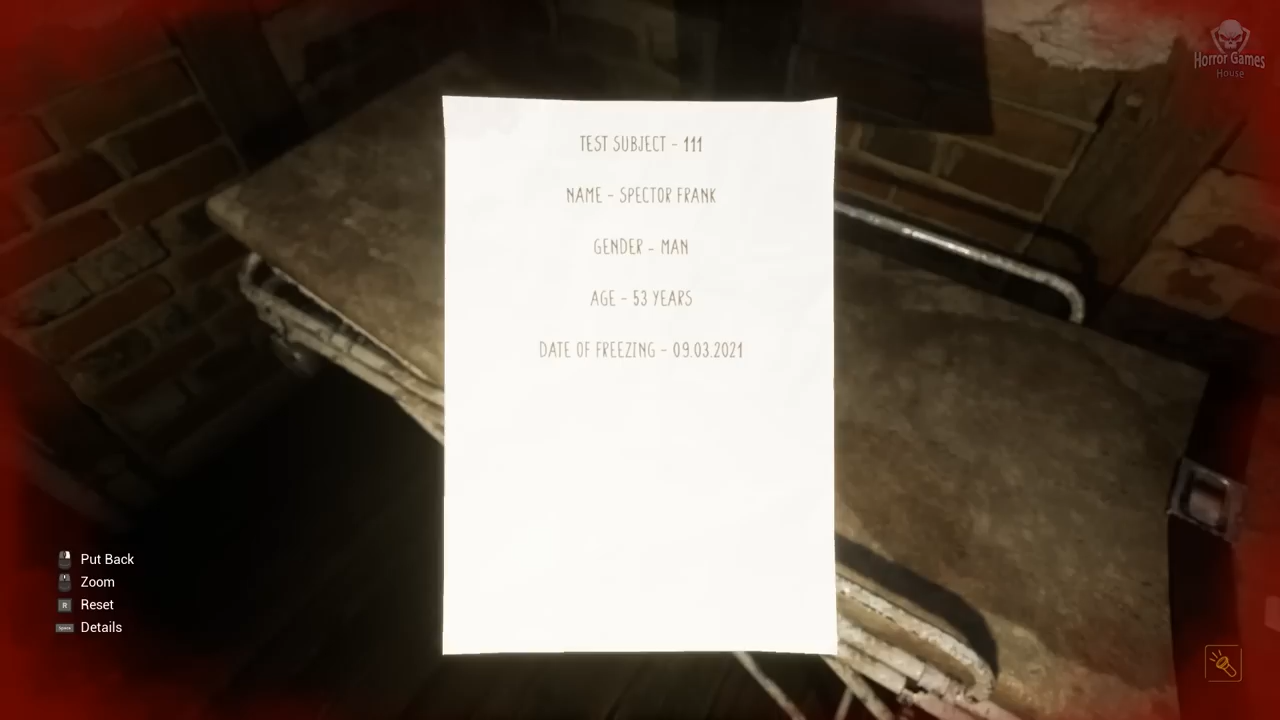 Horror Games
House
TEST SUBJECT - 111
NAME - SPECTOR FRANK
GENDER - MAN
AGE - 53 YEARS
DATE OF FREEZING - 09.03.2021
Put Back
Zoom
R Reset
Details